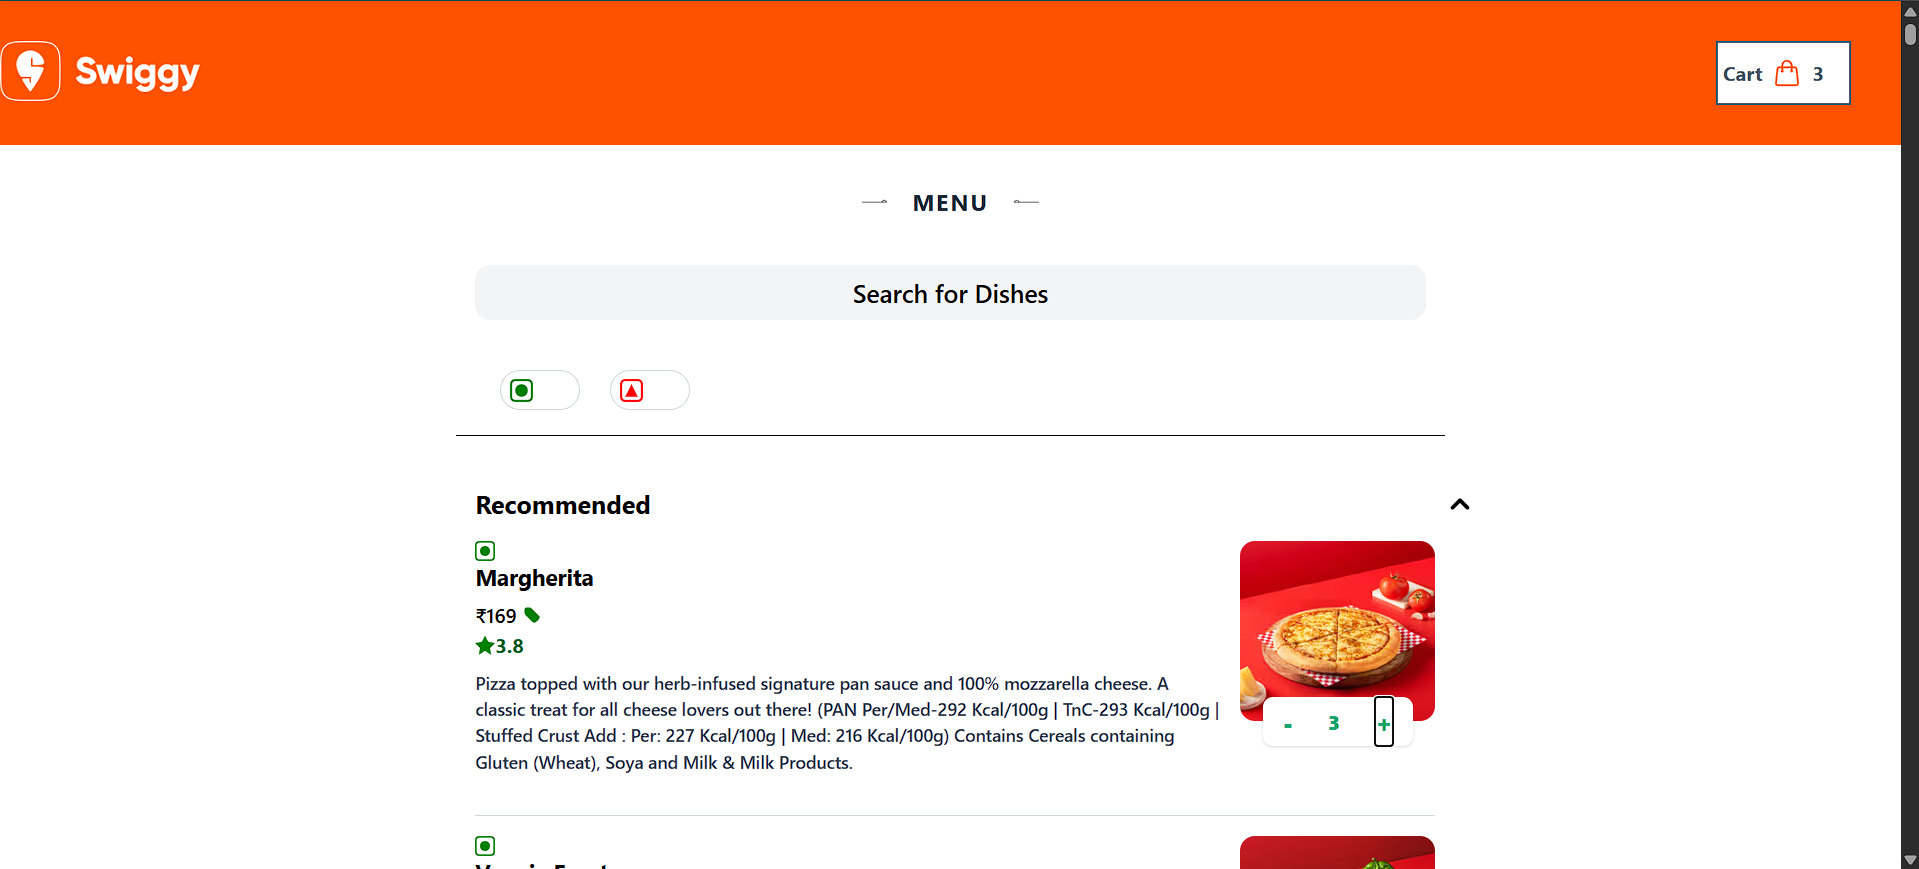 Swiggy
Cart 3
MENU
Search for Dishes
Recommended
Margherita
₹169
3.8
Pizza topped with our herb-infused signature pan sauce and 100% mozzarella cheese. A
classic treat for all cheese lovers out there! (PAN Per/Med-292 Kcal/100g | TnC-293 Kcal/100g |
Stuffed Crust Add : Per: 227 Kcal/100g | Med: 216 Kcal/100g) Contains Cereals containing
Gluten (Wheat), Soya and Milk & Milk Products.
- 3 +